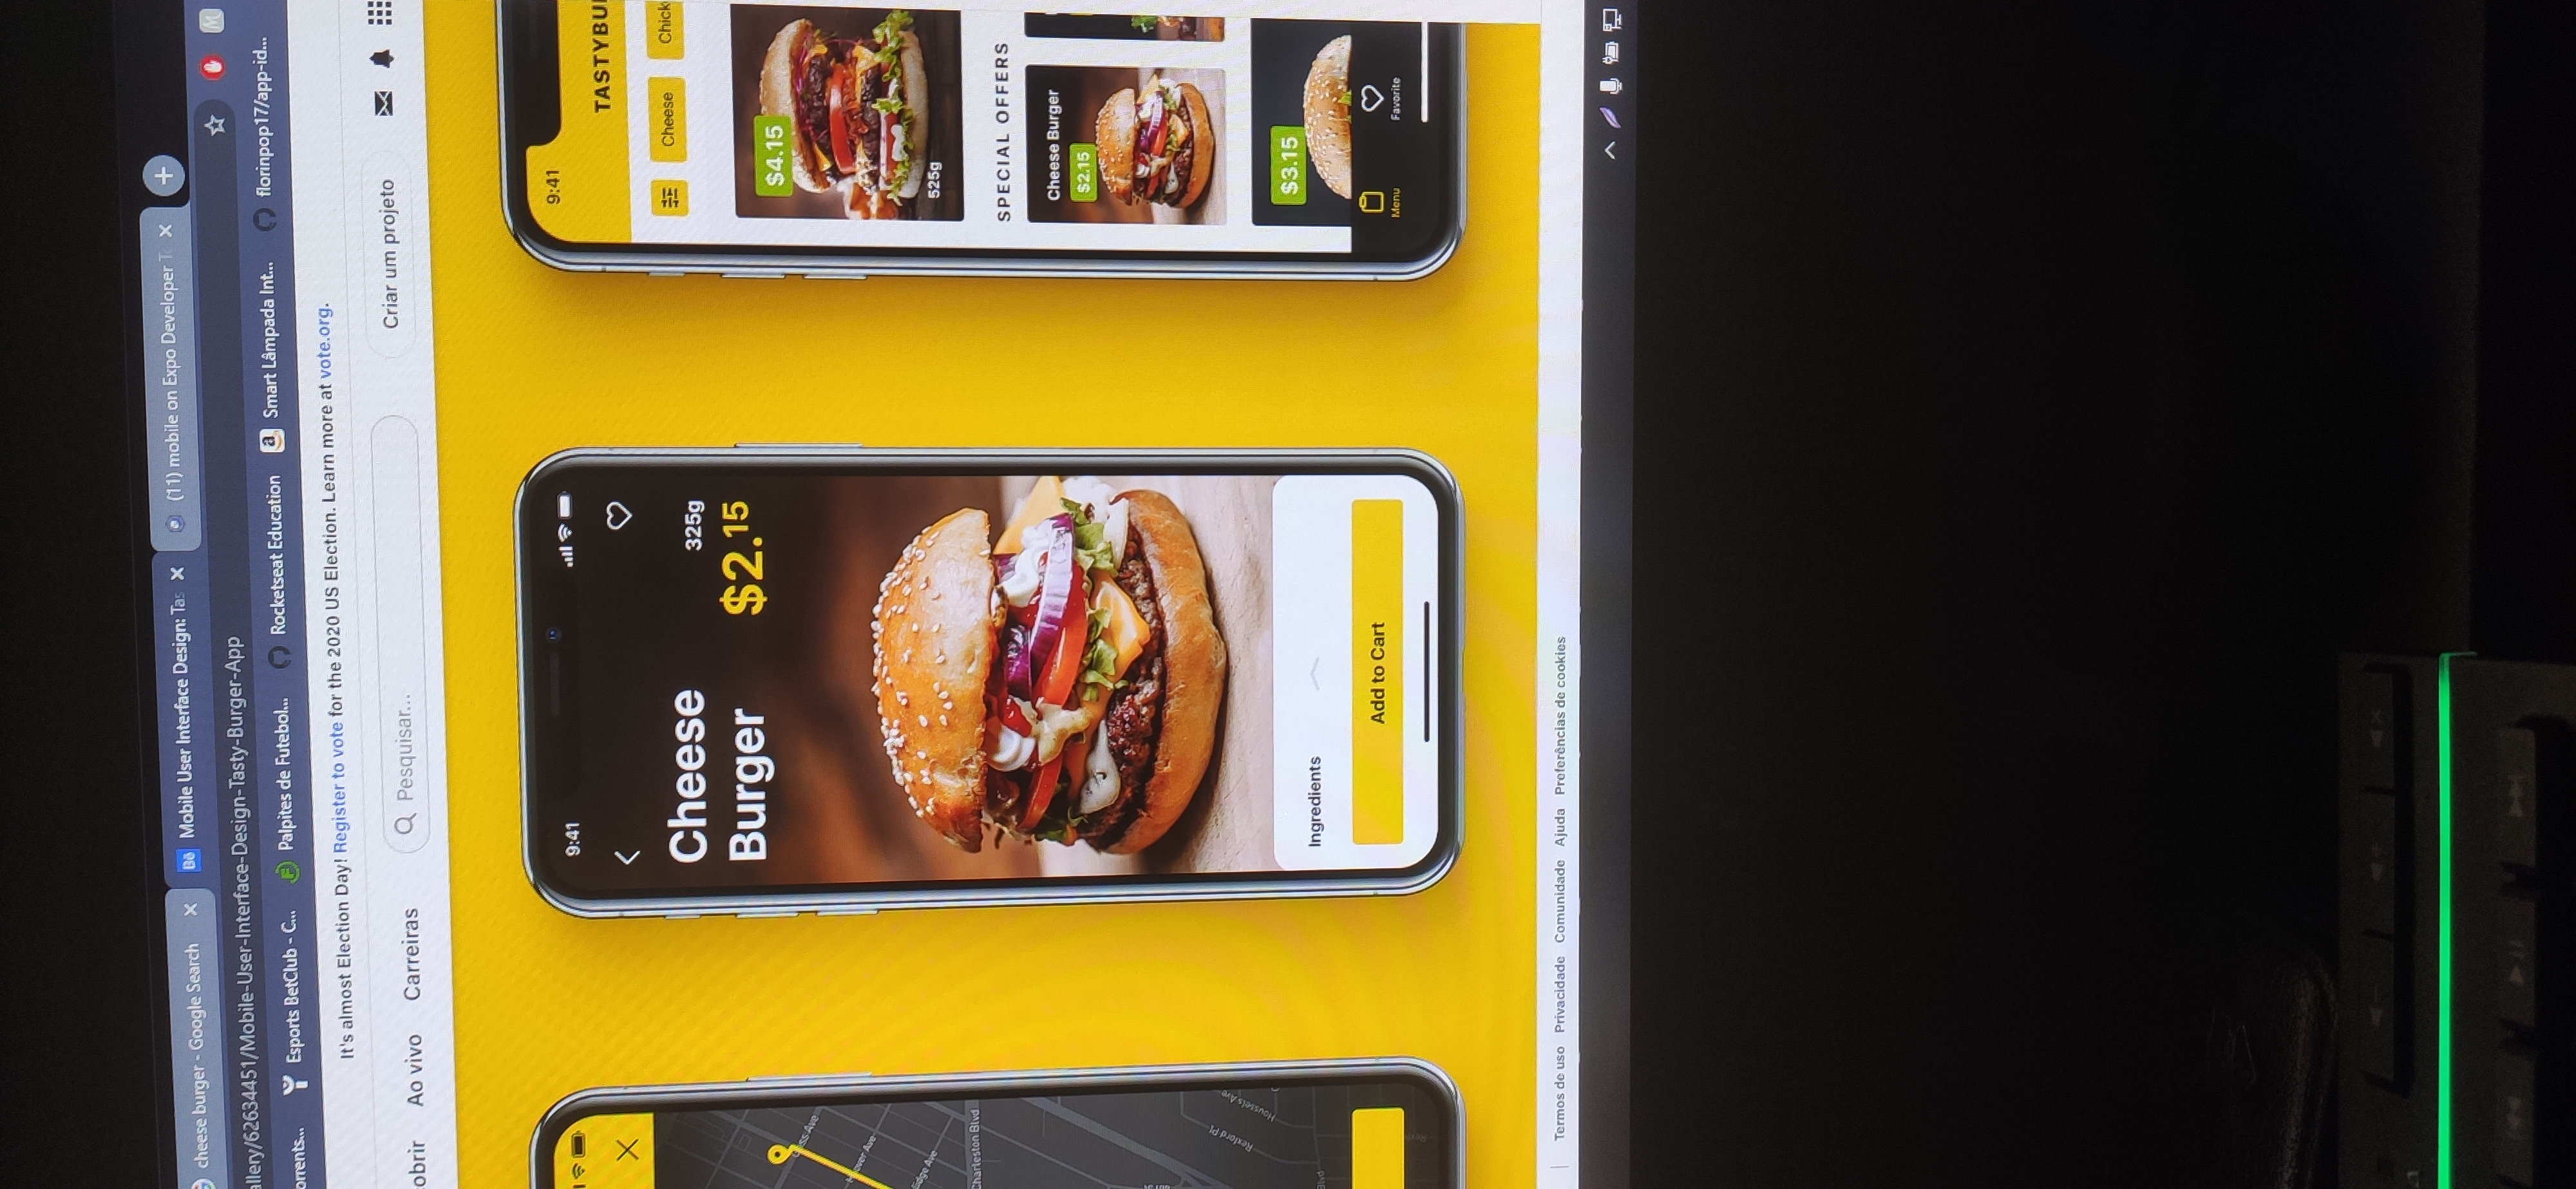 cheese burger - Google Search
Bē Mobile User Interface Design: Tas
(11) mobile on Expo Developer T
allery/62634451/Mobile-User-Interface-Design-Tasty-Burger-App
orrents...
Esports BetClub - C...
Palpites de Futebol...
Rocketseat Education
Smart Lâmpada Int...
florinpop17/app-id...
It's almost Election Day! Register to vote for the 2020 US Election. Learn more at vote.org.
obrir
Ao vivo
Carreiras
Pesquisar...
Criar um projeto
Charleston Blvd
Rexford Pl
Houssels Ave
Blvd
9:41
Cheese
Burger
325g
$2.15
Ingredients
Add to Cart
9:41
TASTYBU
Cheese
Chick
$4.15
525g
SPECIAL OFFERS
Cheese Burger
$2.15
$3.15
Menu
Favorite
Termos de uso Privacidade Comunidade Ajuda Preferências de cookies